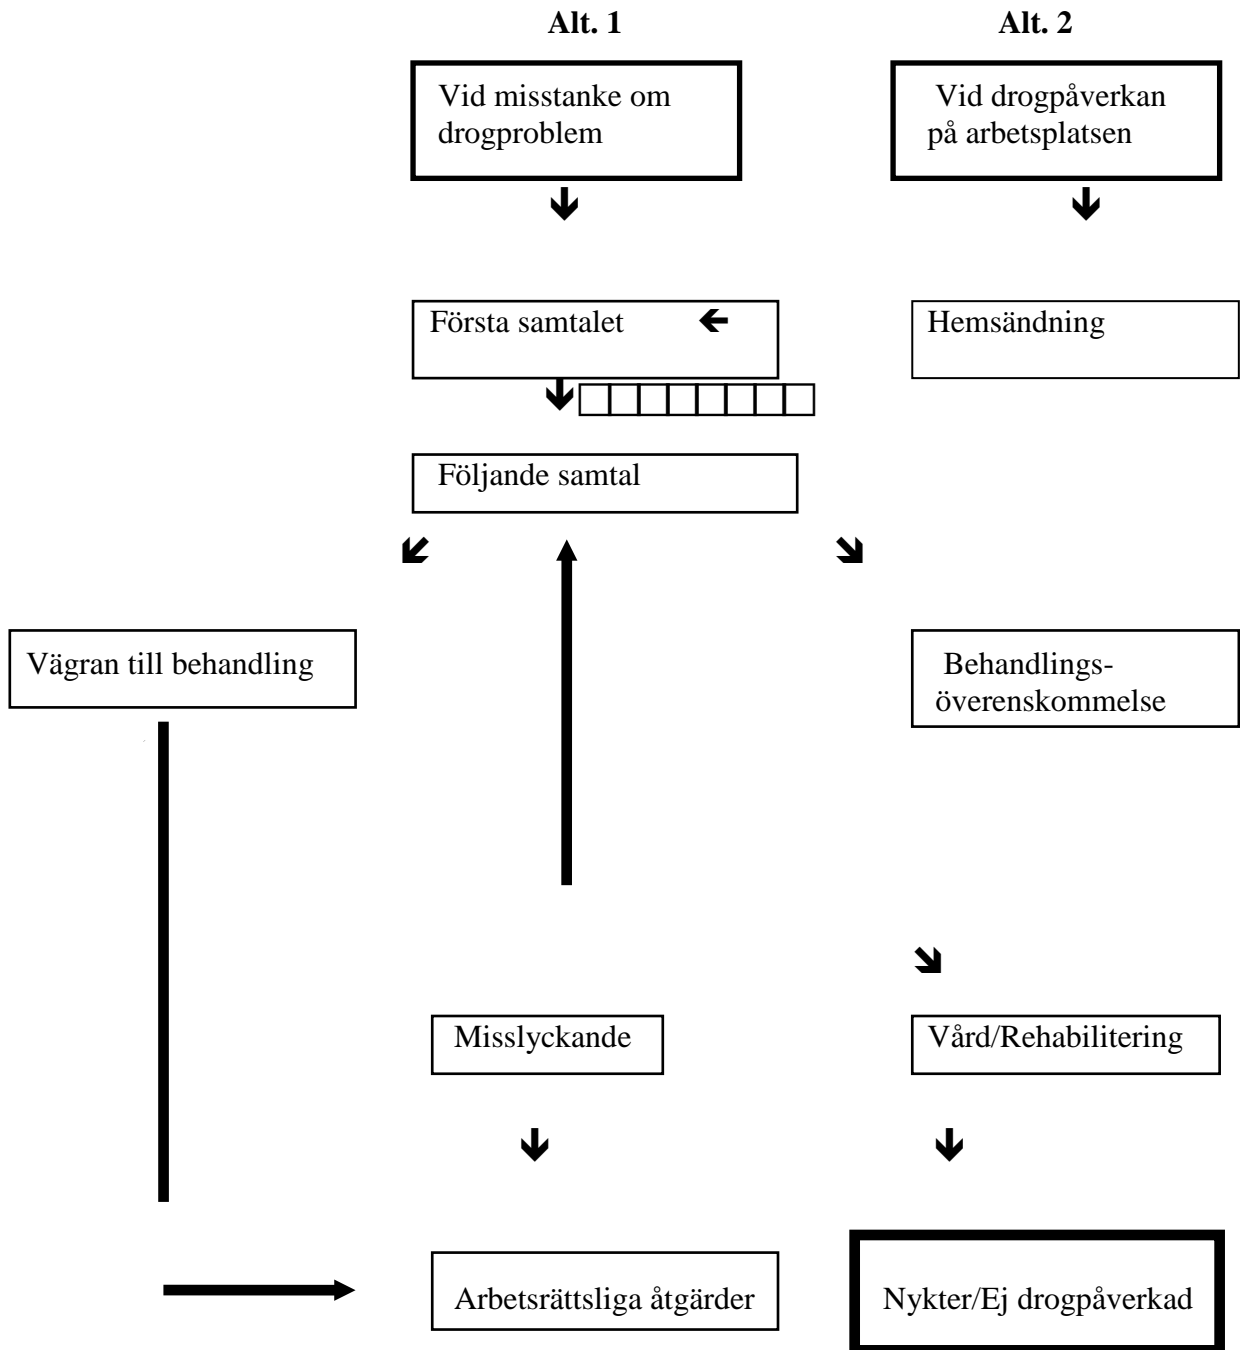 Alt. 1
Alt. 2
Vid misstanke om
drogproblem
Vid drogpåverkan
på arbetsplatsen
Första samtalet
Hemsändning
Följande samtal
Vägran till behandling
Behandlings-
överenskommelse
Misslyckande
Vård/Rehabilitering
Arbetsrättsliga åtgärder
Nykter/Ej drogpåverkad